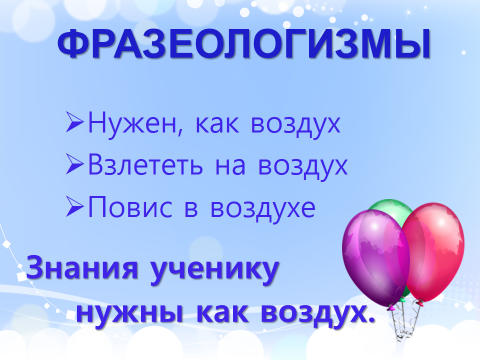 ФРАЗЕОЛОГИЗМЫ
Нужен, как воздух
Взлететь на воздух
Повис в воздухе
Знания ученику
нужны как воздух.